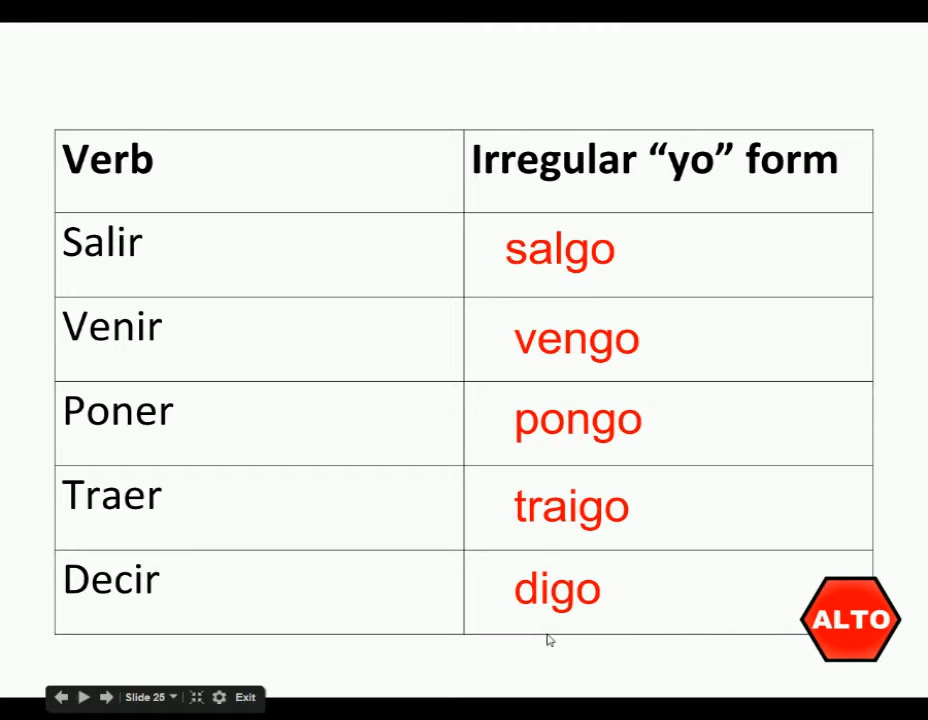 Verb Irregular “yo” form
Salir salgo
Venir vengo
Poner pongo
Traer traigo
Decir digo
ALTO
Slide 25 Exit